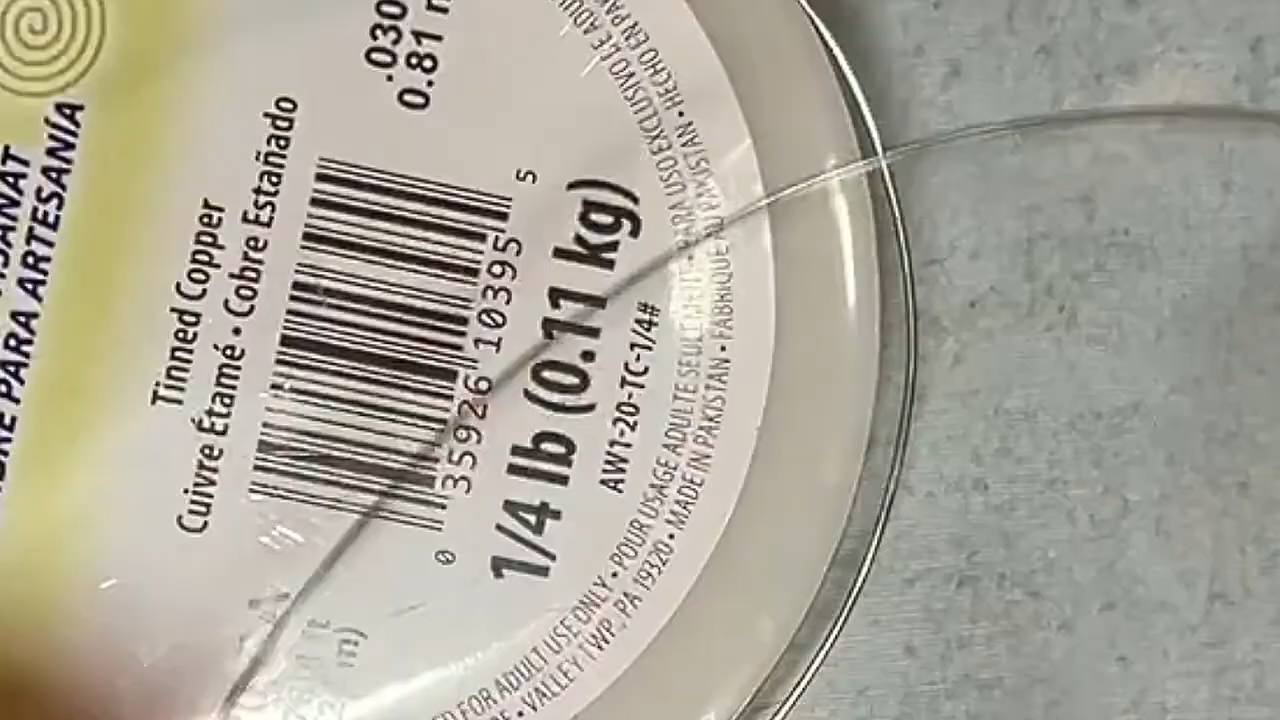 PARA ARTESANÍA
Tinned Copper
Cuivre Étamé • Cobre Estañado
.030
0.81
0 35926 10395 5
1/4 lb (0.11 kg)
AW1-20-TC-1/4#
FOR ADULT USE ONLY • POUR USAGE ADULTE SEULEMENT • PARA USO EXCLUSIVO DE
VALLEY TWP., PA 19320 • MADE IN PAKISTAN • FABRIQUÉ AU PAKISTAN • HECHO EN